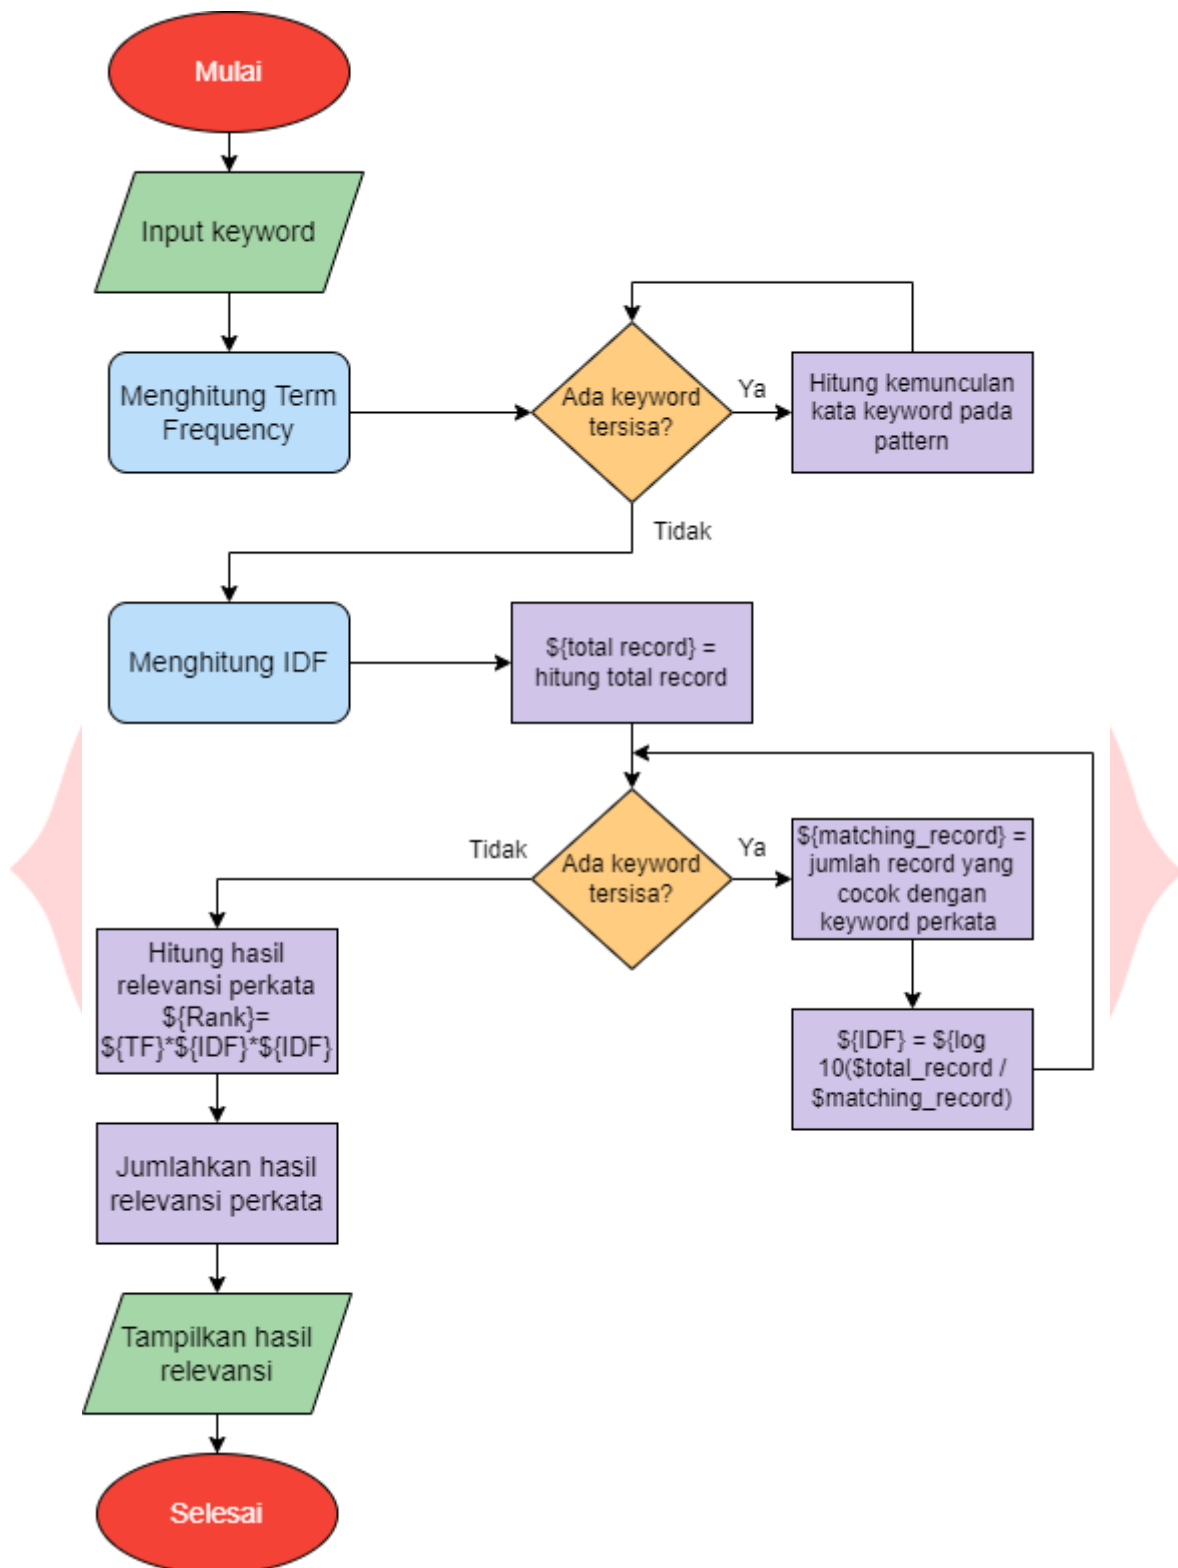 Mulai
Input keyword
Menghitung Term
Frequency
Ada keyword
tersisa?
Ya
Hitung kemunculan
kata keyword pada
pattern
Tidak
Menghitung IDF
${total record} =
hitung total record
Ada keyword
tersisa?
Ya
${matching_record} =
jumlah record yang
cocok dengan
keyword perkata
${IDF} = ${log
10($total_record /
$matching_record)
Tidak
Hitung hasil
relevansi perkata
${Rank}=
${TF}*${IDF}*${IDF}
Jumlahkan hasil
relevansi perkata
Tampilkan hasil
relevansi
Selesai